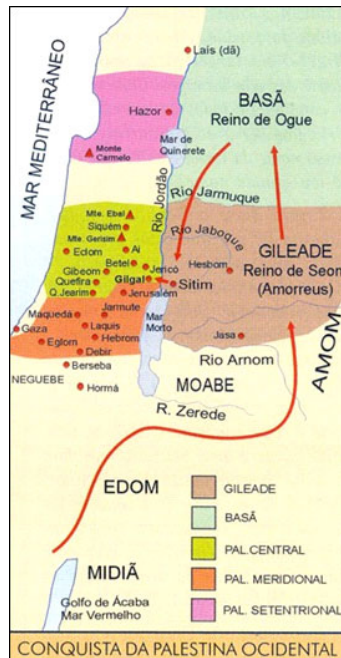 Laís (dã)
BASÃ
Reino de Ogue
Hazor
MAR MEDITERRÂNEO
Mar de
Quinerete
Monte
Carmelo
Rio Jarmuque
Rio Jordão
Mte. Ebal
Siquém
Rio Jaboque
Mte. Gerisim
GILEADE
Reino de Seom
(Amorreus)
Edom
Ai
Betel
Jericó
Hesbom
Gibeom
Quefira
Gilgal
Sitim
Q.Jearim
Jerusalém
Jarmute
Maquedá
Mar
Morto
Gaza
Laquis
Jasa
AMOM
Eglom
Hebrom
Rio Arnom
Debir
Berseba
MOABE
NEGUEBE
Hormá
R. Zerede
EDOM
GILEADE
BASÃ
PAL.CENTRAL
MIDIÃ
PAL. MERIDIONAL
Golfo de Ácaba
Mar Vermelho
PAL. SETENTRIONAL
CONQUISTA DA PALESTINA OCIDENTAL